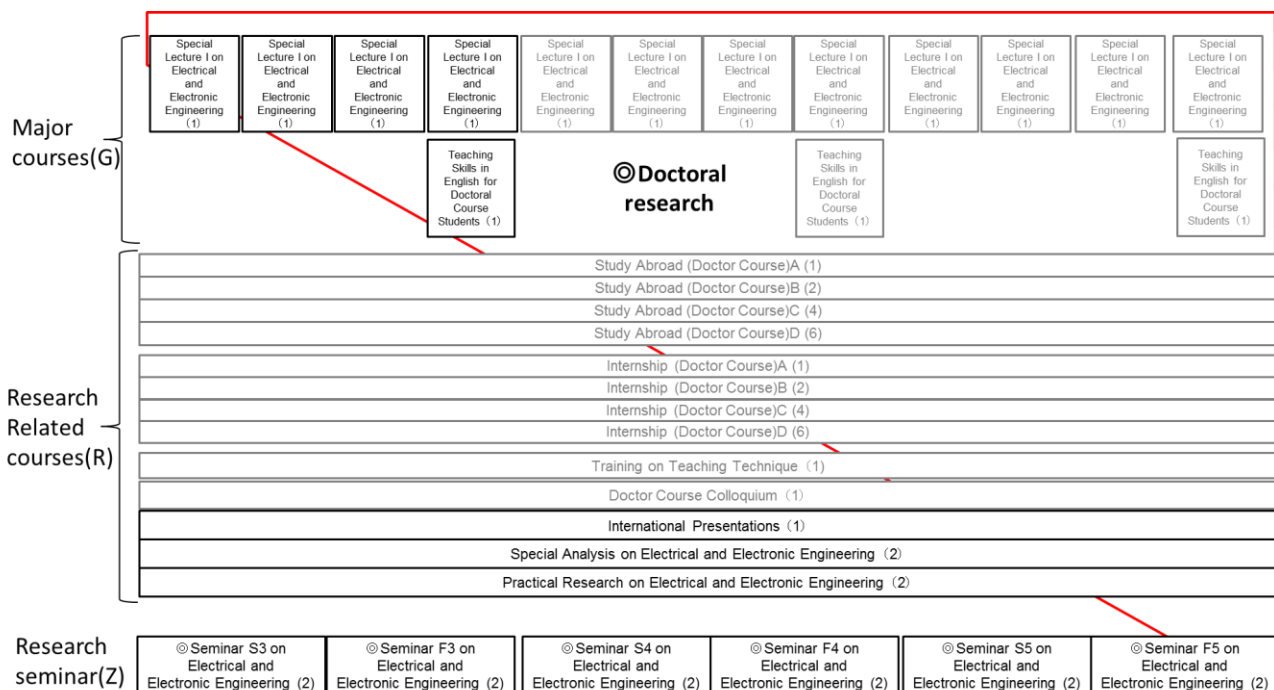 Major
courses(G)
Special
Lecture I on
Electrical
and
Electronic
Engineering
(1)
Special
Lecture I on
Electrical
and
Electronic
Engineering
(1)
Special
Lecture I on
Electrical
and
Electronic
Engineering
(1)
Special
Lecture I on
Electrical
and
Electronic
Engineering
(1)
Special
Lecture I on
Electrical
and
Electronic
Engineering
(1)
Special
Lecture I on
Electrical
and
Electronic
Engineering
(1)
Special
Lecture I on
Electrical
and
Electronic
Engineering
(1)
Special
Lecture I on
Electrical
and
Electronic
Engineering
(1)
Special
Lecture I on
Electrical
and
Electronic
Engineering
(1)
Special
Lecture I on
Electrical
and
Electronic
Engineering
(1)
Special
Lecture I on
Electrical
and
Electronic
Engineering
(1)
Special
Lecture I on
Electrical
and
Electronic
Engineering
(1)
Teaching
Skills in
English for
Doctoral
Course
Students (1)
◎Doctoral
research
Teaching
Skills in
English for
Doctoral
Course
Students (1)
Teaching
Skills in
English for
Doctoral
Course
Students (1)
Research
Related
courses(R)
Study Abroad (Doctor Course)A (1)
Study Abroad (Doctor Course)B (2)
Study Abroad (Doctor Course)C (4)
Study Abroad (Doctor Course)D (6)
Internship (Doctor Course)A (1)
Internship (Doctor Course)B (2)
Internship (Doctor Course)C (4)
Internship (Doctor Course)D (6)
Training on Teaching Technique (1)
Doctor Course Colloquium (1)
International Presentations (1)
Special Analysis on Electrical and Electronic Engineering (2)
Practical Research on Electrical and Electronic Engineering (2)
Research
seminar(Z)
◎Seminar S3 on
Electrical and
Electronic Engineering (2)
◎Seminar F3 on
Electrical and
Electronic Engineering (2)
◎Seminar S4 on
Electrical and
Electronic Engineering (2)
◎Seminar F4 on
Electrical and
Electronic Engineering (2)
◎Seminar S5 on
Electrical and
Electronic Engineering (2)
◎Seminar F5 on
Electrical and
Electronic Engineering (2)